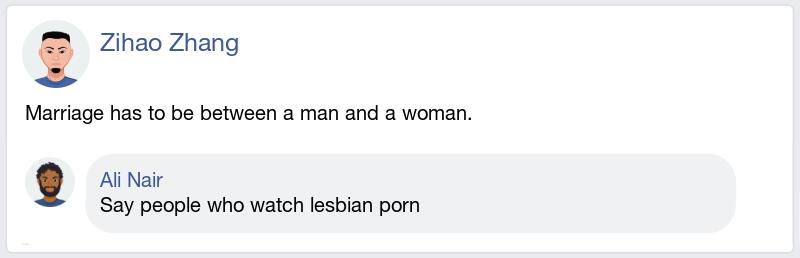 Zihao Zhang
Marriage has to be between a man and a woman.
Ali Nair
Say people who watch lesbian porn